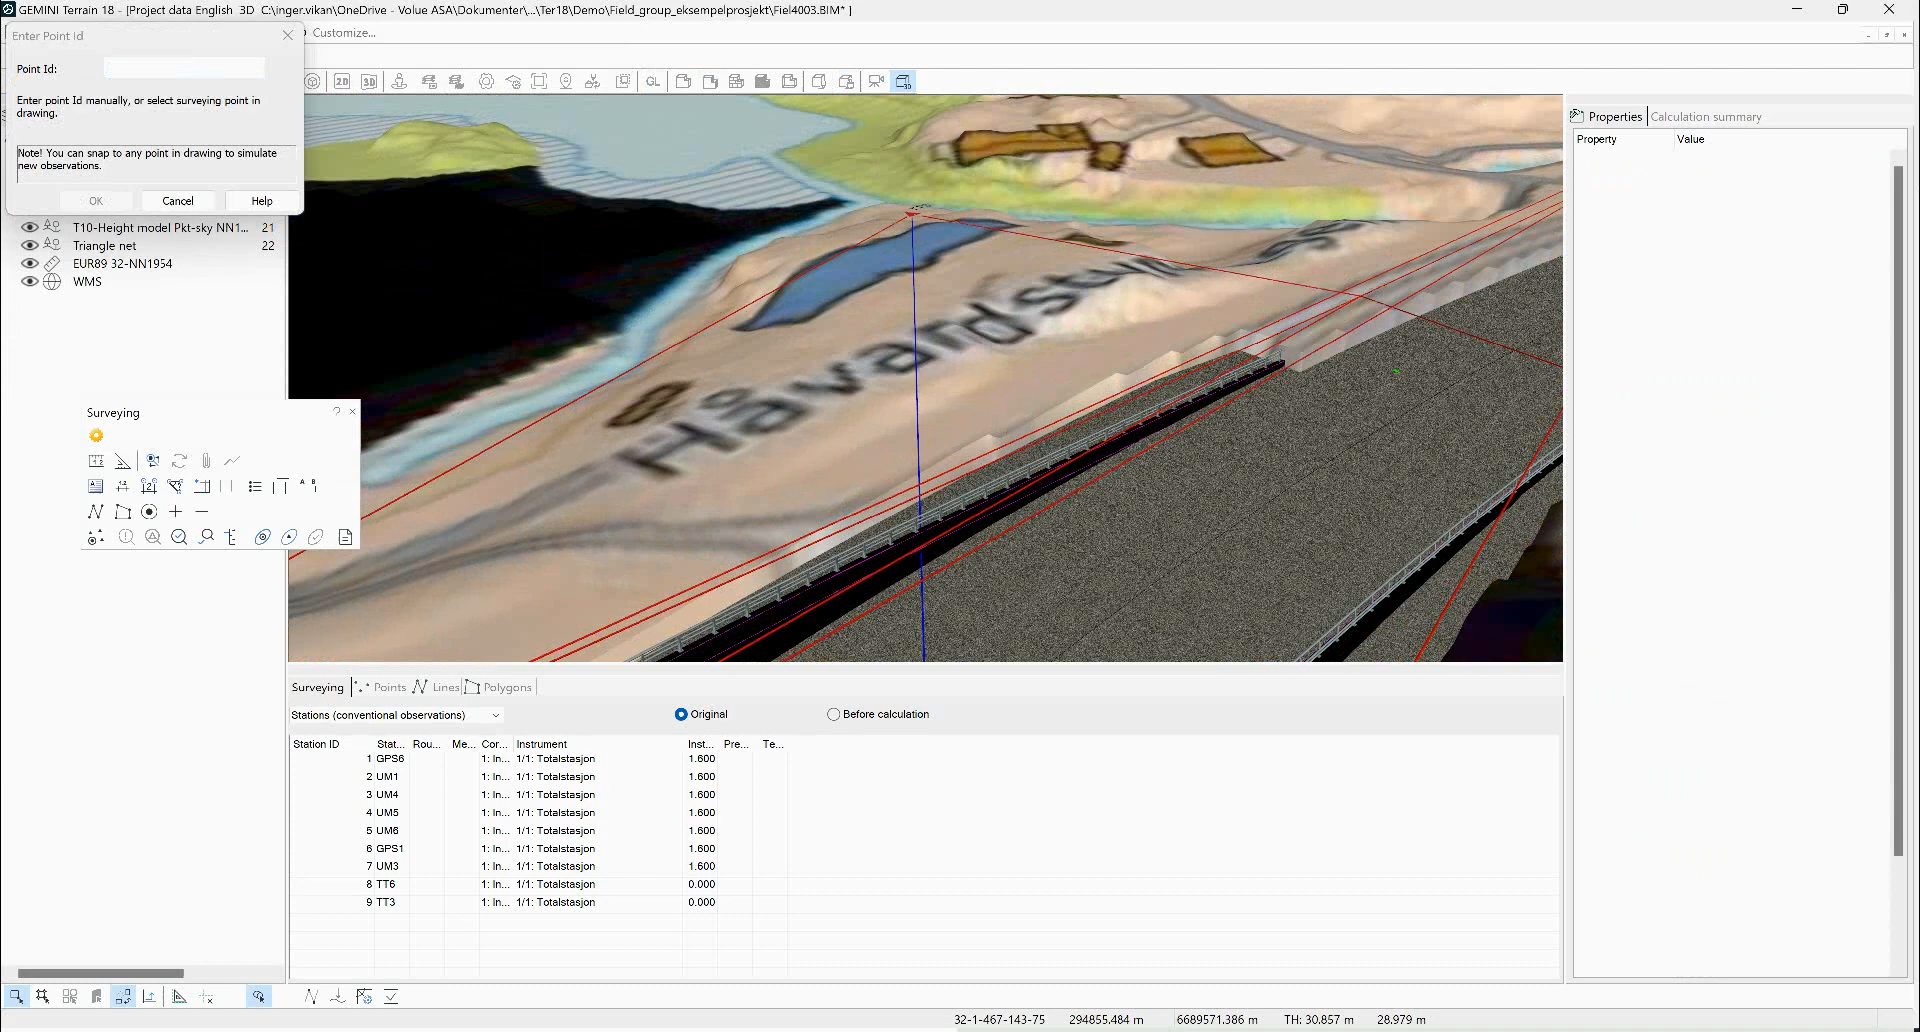 GEMINI Terrain 18 - [Project data English  3D  C:\inger.vikan\OneDrive - Volue ASA\Dokumenter\...\Ter18\Demo\Field_group_eksempelprosjekt\Fiel4003.BIM* ]
Enter Point Id
Customize...
Point Id:
Enter point Id manually, or select surveying point in
drawing.
Note! You can snap to any point in drawing to simulate
new observations.
OK Cancel Help
2D 3D GL 3D
Properties Calculation summary
Property Value
T10-Height model Pkt-sky NN1... 21
Triangle net 22
EUR89 32-NN1954
WMS
Håvandsteville
8
Surveying ?
Surveying Points Lines Polygons
Stations (conventional observations) Original Before calculation
Station ID Stat... Rou... Me... Cor... Instrument Inst... Pre... Te...
1 GPS6 1: In... 1/1: Totalstasjon 1.600
2 UM1 1: In... 1/1: Totalstasjon 1.600
3 UM4 1: In... 1/1: Totalstasjon 1.600
4 UM5 1: In... 1/1: Totalstasjon 1.600
5 UM6 1: In... 1/1: Totalstasjon 1.600
6 GPS1 1: In... 1/1: Totalstasjon 1.600
7 UM3 1: In... 1/1: Totalstasjon 1.600
8 TT6 1: In... 1/1: Totalstasjon 0.000
9 TT3 1: In... 1/1: Totalstasjon 0.000
32-1-467-143-75 294855.484 m 6689571.386 m TH: 30.857 m 28.979 m